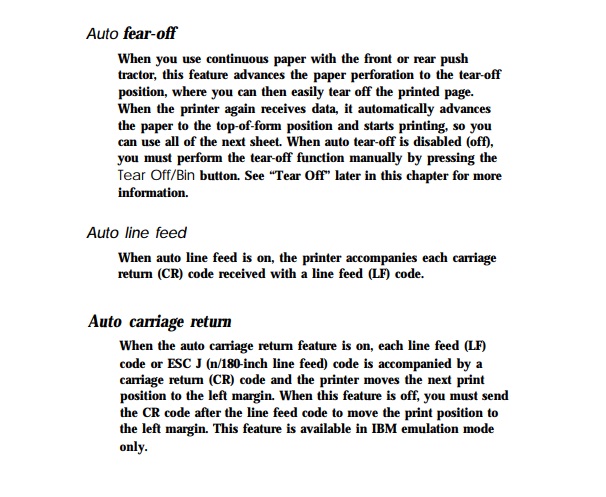 Auto fear-off
When you use continuous paper with the front or rear push
tractor, this feature advances the paper perforation to the tear-off
position, where you can then easily tear off the printed page.
When the printer again receives data, it automatically advances
the paper to the top-of-form position and starts printing, so you
can use all of the next sheet. When auto tear-off is disabled (off),
you must perform the tear-off function manually by pressing the
Tear Off/Bin button. See “Tear Off” later in this chapter for more
information.
Auto line feed
When auto line feed is on, the printer accompanies each carriage
return (CR) code received with a line feed (LF) code.
Auto carriage return
When the auto carriage return feature is on, each line feed (LF)
code or ESC J (n/180-inch line feed) code is accompanied by a
carriage return (CR) code and the printer moves the next print
position to the left margin. When this feature is off, you must send
the CR code after the line feed code to move the print position to
the left margin. This feature is available in IBM emulation mode
only.